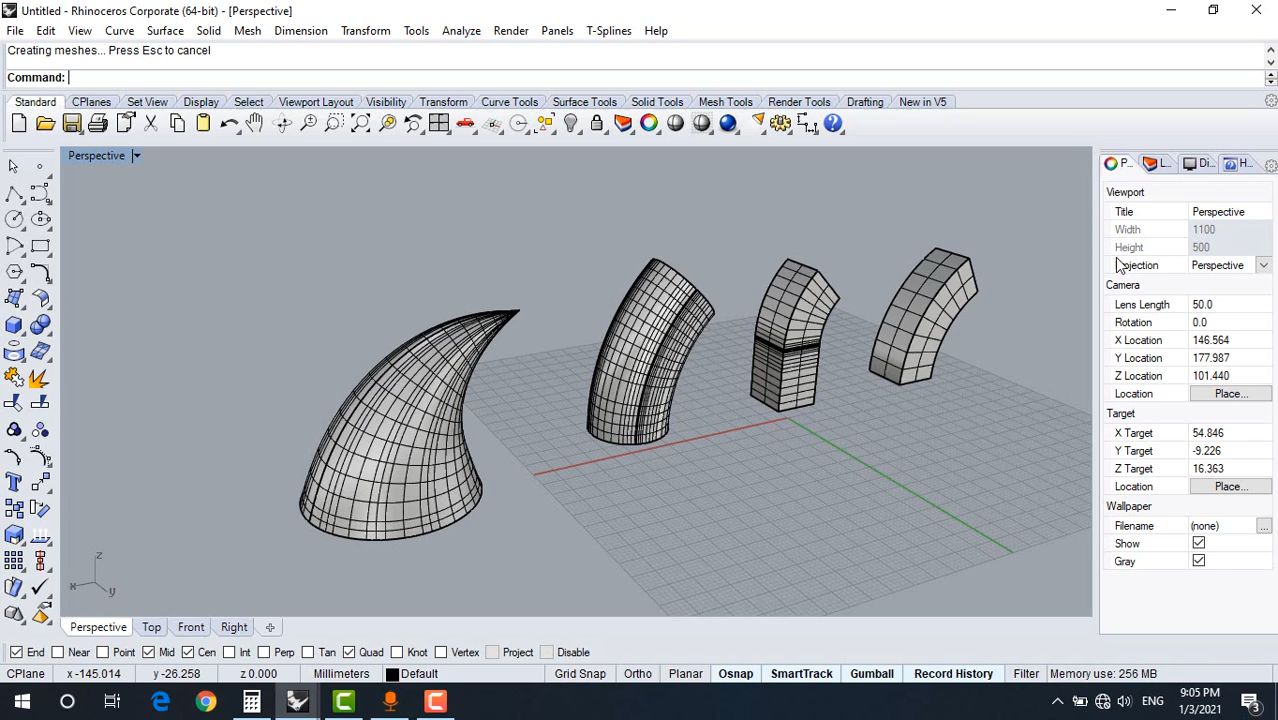 Untitled - Rhinoceros Corporate (64-bit) - [Perspective]
File Edit View Curve Surface Solid Mesh Dimension Transform Tools Analyze Render Panels T-Splines Help
Creating meshes... Press Esc to cancel
Command:
Standard CPlanes Set View Display Select Viewport Layout Visibility Transform Curve Tools Surface Tools Solid Tools Mesh Tools Render Tools Drafting New in V5
Perspective
P... L... Di... H...
Viewport
Title Perspective
Width 1100
Height 500
Projection Perspective
Camera
Lens Length 50.0
Rotation 0.0
X Location 146.564
Y Location 177.987
Z Location 101.440
Location Place...
Target
X Target 54.846
Y Target -9.226
Z Target 16.363
Location Place...
Wallpaper
Filename (none) ...
Show
Gray
z
x y
Perspective Top Front Right
End Near Point Mid Cen Int Perp Tan Quad Knot Vertex Project Disable
CPlane x -145.014 y -26.258 z 0.000 Millimeters Default Grid Snap Ortho Planar Osnap SmartTrack Gumball Record History Filter Memory use: 256 MB
ENG 9:05 PM
1/3/2021 3